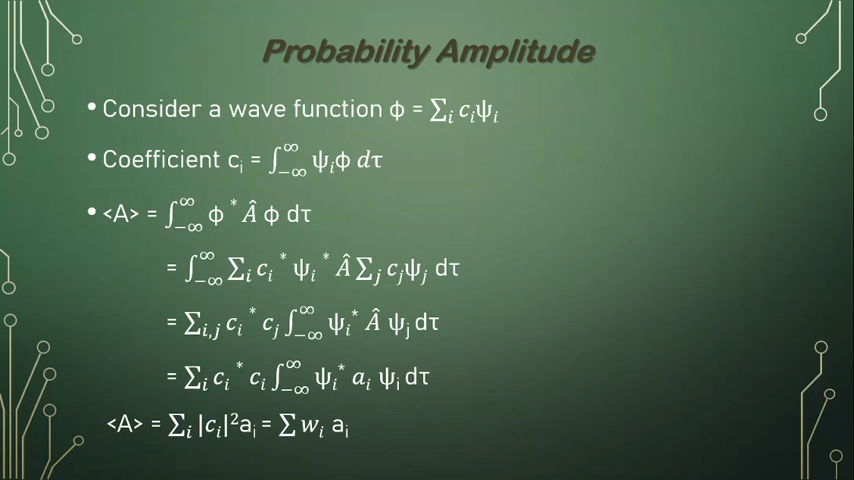 Probability Amplitude
• Consider a wave function ϕ = ∑ᵢ cᵢψᵢ
• Coefficient cᵢ = ∫_{−∞}^{∞} ψᵢϕ dτ
• <A> = ∫_{−∞}^{∞} ϕ * Â ϕ dτ
= ∫_{−∞}^{∞} ∑ᵢ cᵢ * ψᵢ * Â ∑ⱼ cⱼψⱼ dτ
= ∑_{i,j} cᵢ * cⱼ ∫_{−∞}^{∞} ψᵢ* Â ψⱼ dτ
= ∑ᵢ cᵢ * cᵢ ∫_{−∞}^{∞} ψᵢ* aᵢ ψᵢ dτ
<A> = ∑ᵢ |cᵢ|²aᵢ = ∑ wᵢ aᵢ